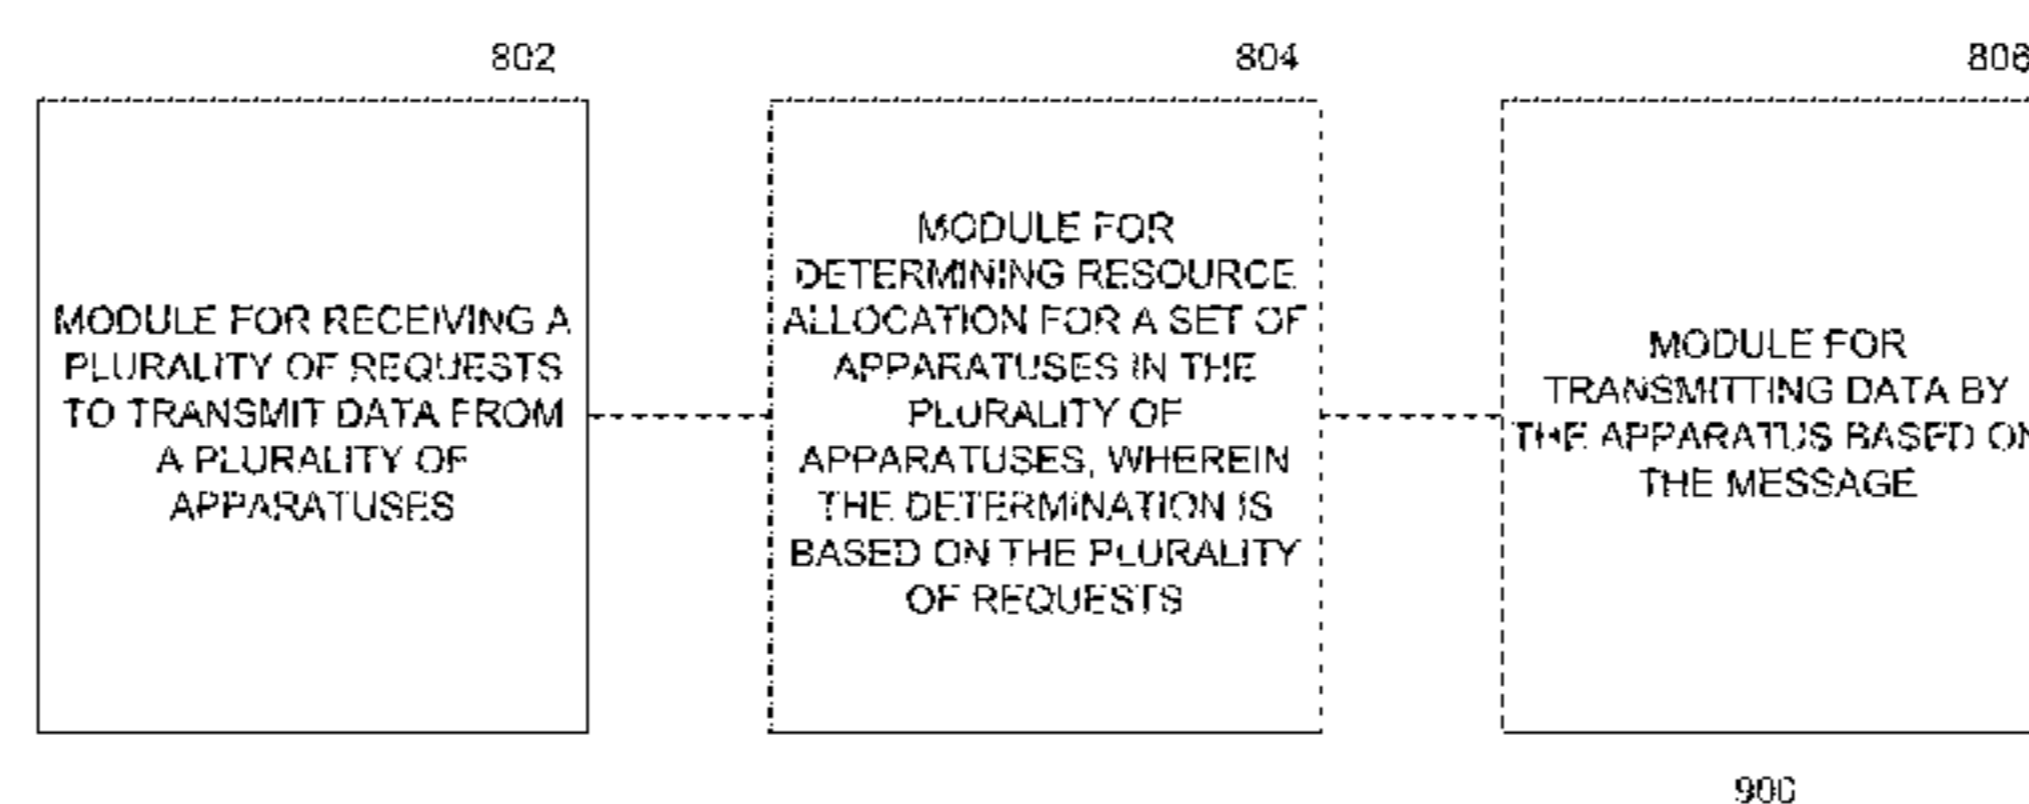 802
804
806
MODULE FOR RECEIVING A
PLURALITY OF REQUESTS
TO TRANSMIT DATA FROM
A PLURALITY OF
APPARATUSES
MODULE FOR
DETERMINING RESOURCE
ALLOCATION FOR A SET OF
APPARATUSES IN THE
PLURALITY OF
APPARATUSES, WHEREIN
THE DETERMINATION IS
BASED ON THE PLURALITY
OF REQUESTS
MODULE FOR
TRANSMITTING DATA BY
THE APPARATUS BASED ON
THE MESSAGE
900